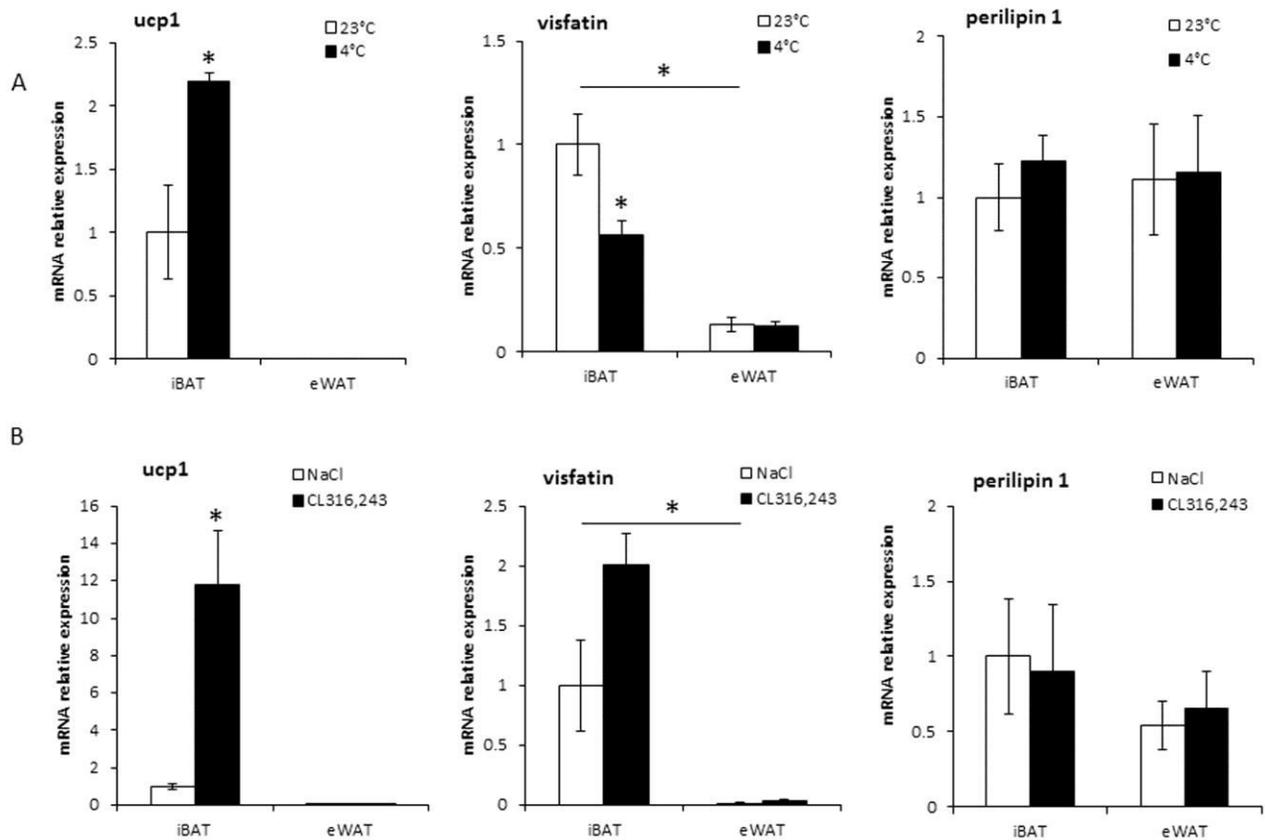 A
ucp1
23°C
4°C
*
mRNA relative expression
2.5
2
1.5
1
0.5
0
iBAT
eWAT
visfatin
23°C
4°C
*
*
mRNA relative expression
1.5
1
0.5
0
iBAT
eWAT
perilipin 1
23°C
4°C
mRNA relative expression
2
1.5
1
0.5
0
iBAT
eWAT
B
ucp1
NaCl
CL316,243
*
mRNA relative expression
16
14
12
10
8
6
4
2
0
iBAT
eWAT
visfatin
NaCl
CL316,243
*
mRNA relative expression
2.5
2
1.5
1
0.5
0
iBAT
eWAT
perilipin 1
NaCl
CL316,243
mRNA relative expression
2
1.5
1
0.5
0
iBAT
eWAT